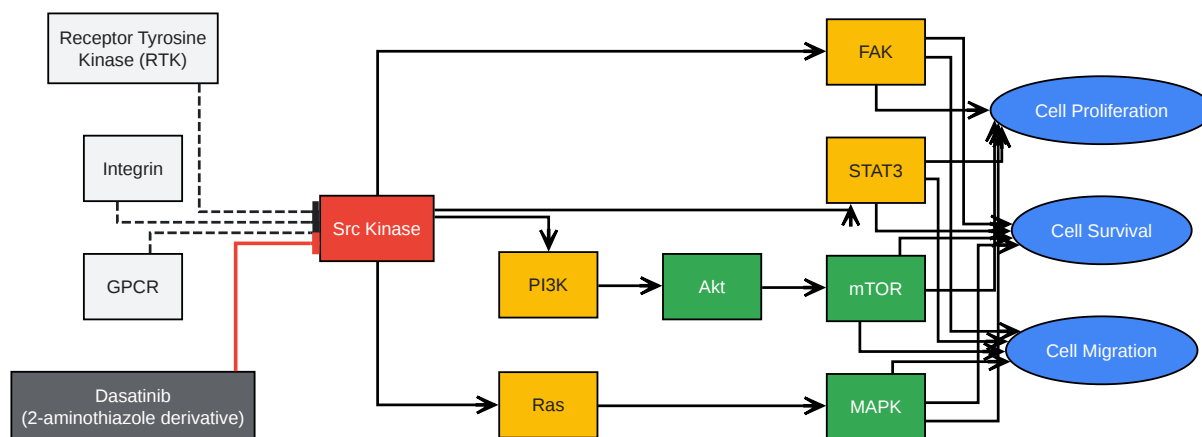 Receptor Tyrosine
Kinase (RTK)
FAK
Cell Proliferation
Integrin
STAT3
Src Kinase
Cell Survival
GPCR
PI3K
Akt
mTOR
Cell Migration
Dasatinib
(2-aminothiazole derivative)
Ras
MAPK